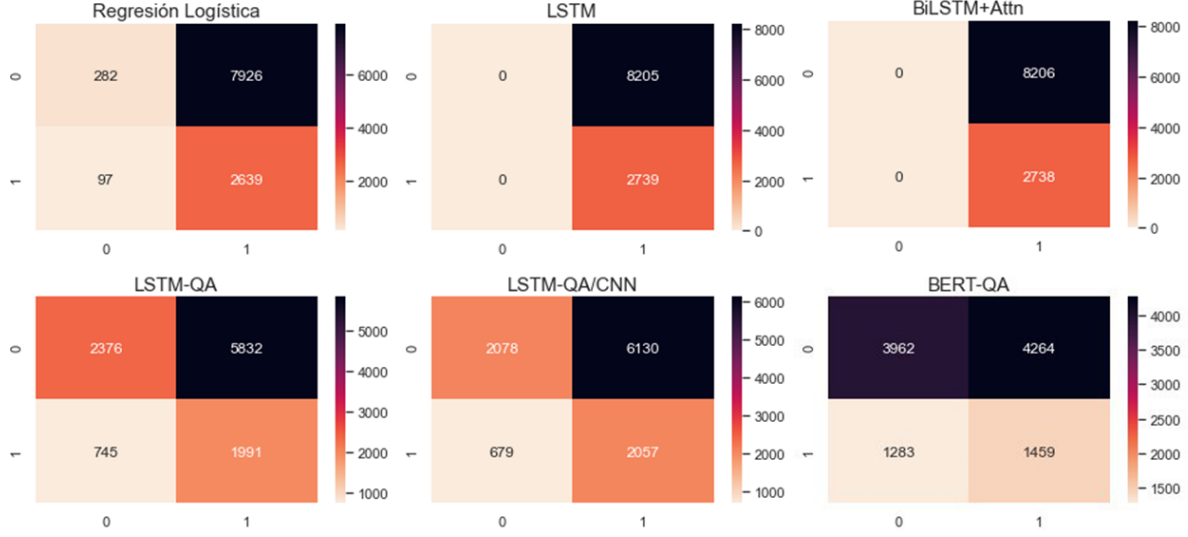 Regresión Logística
0 282 7926
1 97 2639
0 1
6000
4000
2000
LSTM
0 0 8205
1 0 2739
0 1
8000
6000
4000
2000
0
BiLSTM+Attn
0 0 8206
1 0 2738
0 1
8000
6000
4000
2000
0
LSTM-QA
0 2376 5832
1 745 1991
0 1
5000
4000
3000
2000
1000
LSTM-QA/CNN
0 2078 6130
1 679 2057
0 1
6000
5000
4000
3000
2000
1000
BERT-QA
0 3962 4264
1 1283 1459
0 1
4000
3500
3000
2500
2000
1500